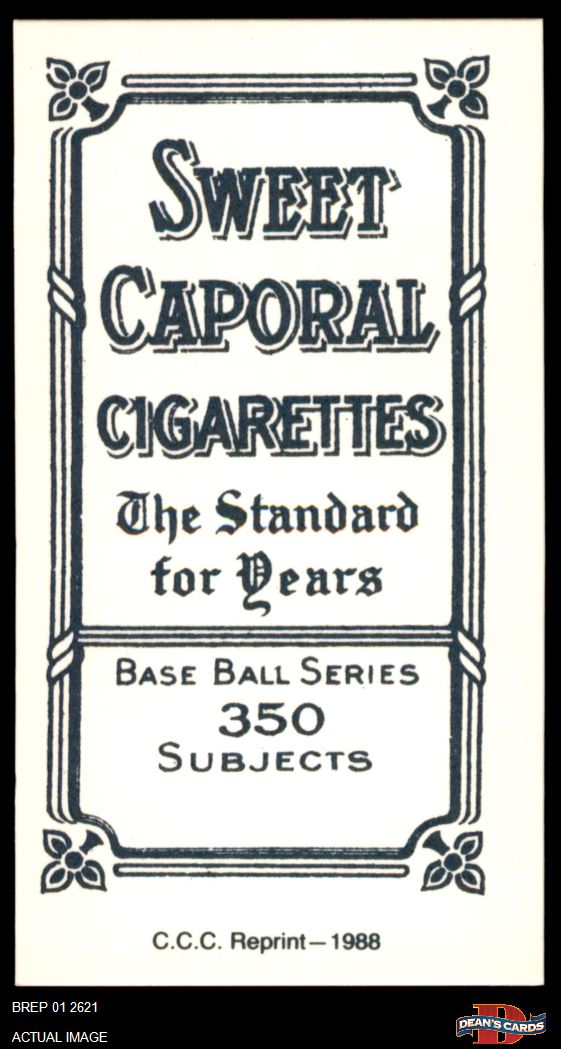 SWEET
CAPORAL
CIGARETTES
The Standard
for Years
BASE BALL SERIES
350
SUBJECTS
C.C.C. Reprint—1988
BREP 01 2621
ACTUAL IMAGE
DEAN'S CARDS